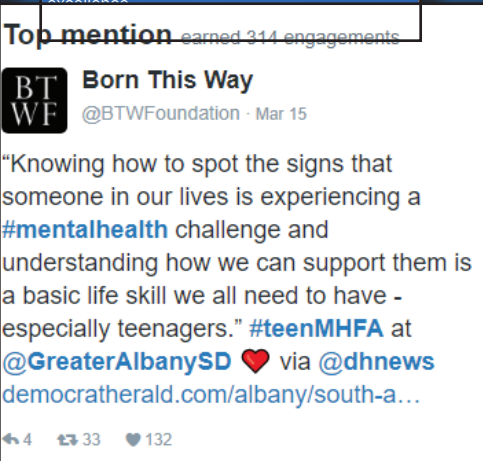 excellence
Top mention earned 314 engagements
BT
WF
Born This Way
@BTWFoundation · Mar 15
“Knowing how to spot the signs that
someone in our lives is experiencing a
#mentalhealth challenge and
understanding how we can support them is
a basic life skill we all need to have -
especially teenagers.” #teenMHFA at
@GreaterAlbanySD ❤ via @dhnews
democratherald.com/albany/south-a…
4 33 132